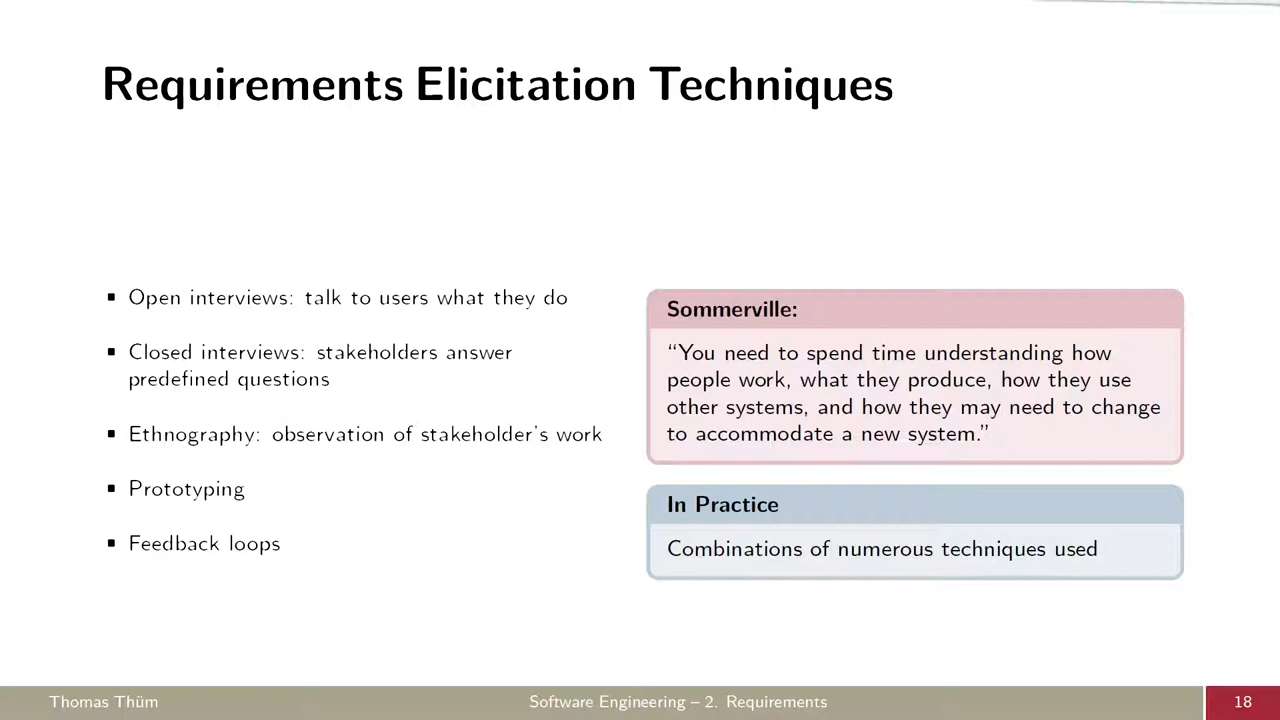 Requirements Elicitation Techniques
▪ Open interviews: talk to users what they do
▪ Closed interviews: stakeholders answer
predefined questions
▪ Ethnography: observation of stakeholder's work
▪ Prototyping
▪ Feedback loops
Sommerville:
“You need to spend time understanding how
people work, what they produce, how they use
other systems, and how they may need to change
to accommodate a new system.”
In Practice
Combinations of numerous techniques used
Thomas Thüm
Software Engineering – 2. Requirements
18